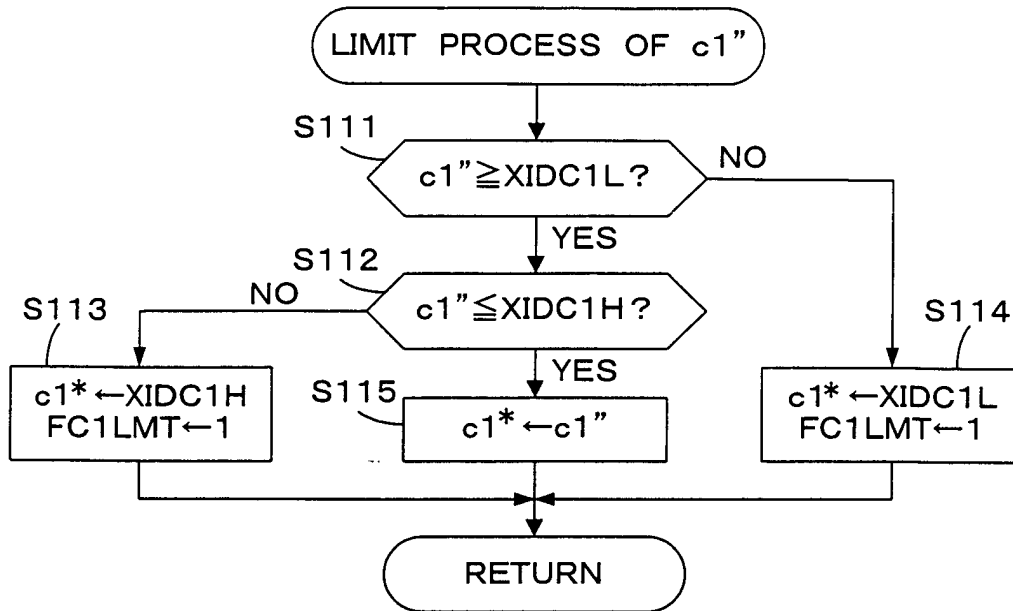 LIMIT PROCESS OF c1”
S111
c1”≧XIDC1L?
NO
YES
S112
c1”≦XIDC1H?
NO
S113
S114
YES
c1*←XIDC1H
FC1LMT←1
S115
c1*←c1”
c1*←XIDC1L
FC1LMT←1
RETURN